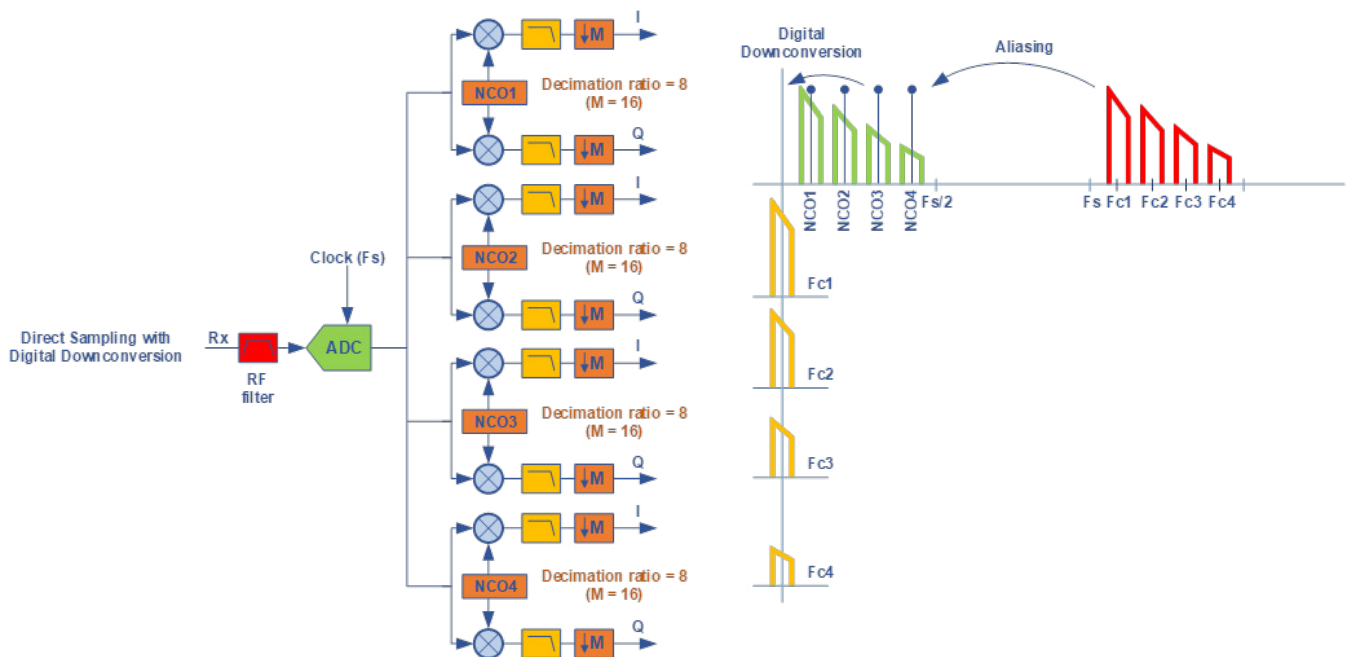 Direct Sampling with
Digital Downconversion
Rx
RF
filter
Clock (Fs)
ADC
I
NCO1
Decimation ratio = 8
(M = 16)
↓M
Q
↓M
I
↓M
NCO2
Decimation ratio = 8
(M = 16)
Q
↓M
I
↓M
NCO3
Decimation ratio = 8
(M = 16)
Q
↓M
I
↓M
NCO4
Decimation ratio = 8
(M = 16)
Q
↓M
Digital
Downconversion
Aliasing
NCO1
NCO2
NCO3
NCO4
Fs/2
Fs Fc1 Fc2 Fc3 Fc4
Fc1
Fc2
Fc3
Fc4